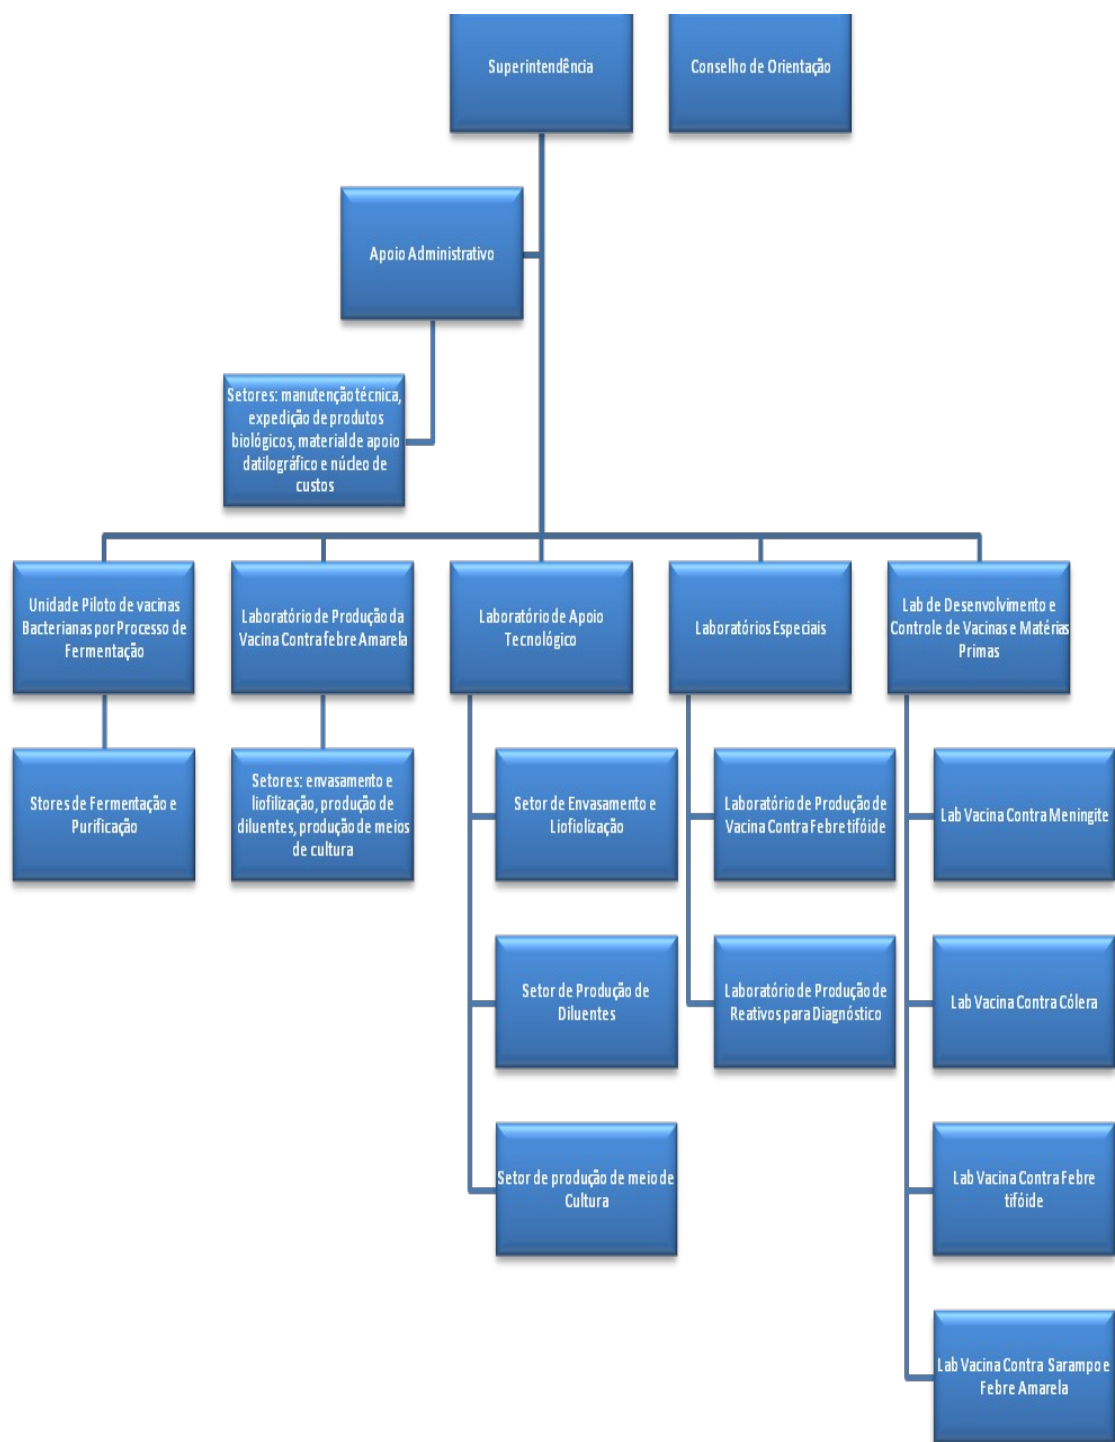 Superintendência
Conselho de Orientação
Apoio Administrativo
Setores: manutenção técnica,
expedição de produtos
biológicos, material de apoio
datilográfico e núcleo de
custos
Unidade Piloto de vacinas
Bacterianas por Processo de
Fermentação
Laboratório de Produção da
Vacina Contra febre Amarela
Laboratório de Apoio
Tecnológico
Laboratórios Especiais
Lab de Desenvolvimento e
Controle de Vacinas e Matérias
Primas
Stores de Fermentação e
Purificação
Setores: envasamento e
liofilização, produção de
diluentes, produção de meios
de cultura
Setor de Envasamento e
Liofiolização
Laboratório de Produção de
Vacina Contra Febre tifóide
Lab Vacina Contra Meningite
Setor de Produção de
Diluentes
Laboratório de Produção de
Reativos para Diagnóstico
Lab Vacina Contra Cólera
Setor de produção de meio de
Cultura
Lab Vacina Contra Febre
tifóide
Lab Vacina Contra Sarampo e
Febre Amarela